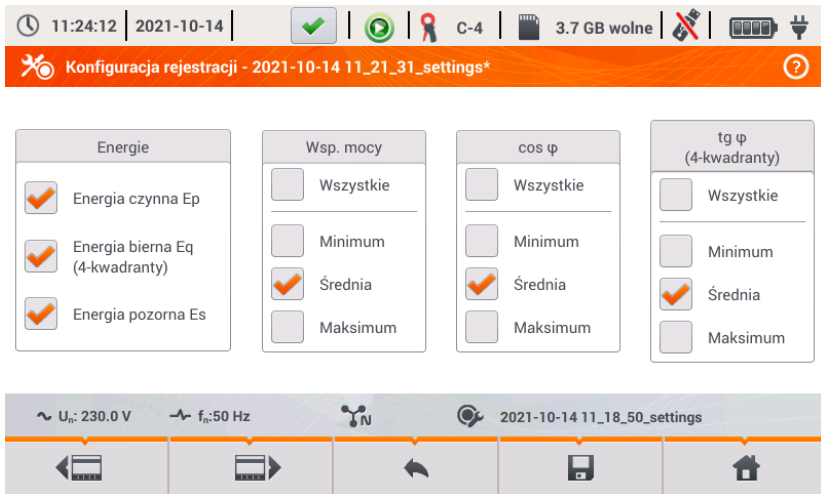 11:24:12 2021-10-14 C-4 3.7 GB wolne
Konfiguracja rejestracji - 2021-10-14 11_21_31_settings* ?
Energie
Energia czynna Ep
Energia bierna Eq
(4-kwadranty)
Energia pozorna Es
Wsp. mocy
Wszystkie
Minimum
Średnia
Maksimum
cos φ
Wszystkie
Minimum
Średnia
Maksimum
tg φ
(4-kwadranty)
Wszystkie
Minimum
Średnia
Maksimum
Un: 230.0 V fn:50 Hz N 2021-10-14 11_18_50_settings